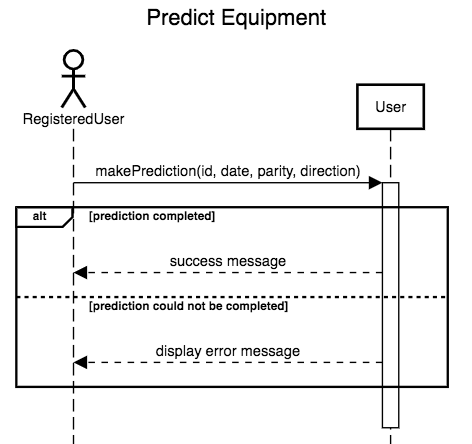 Predict Equipment
RegisteredUser
User
makePrediction(id, date, parity, direction)
alt
[prediction completed]
success message
[prediction could not be completed]
display error message